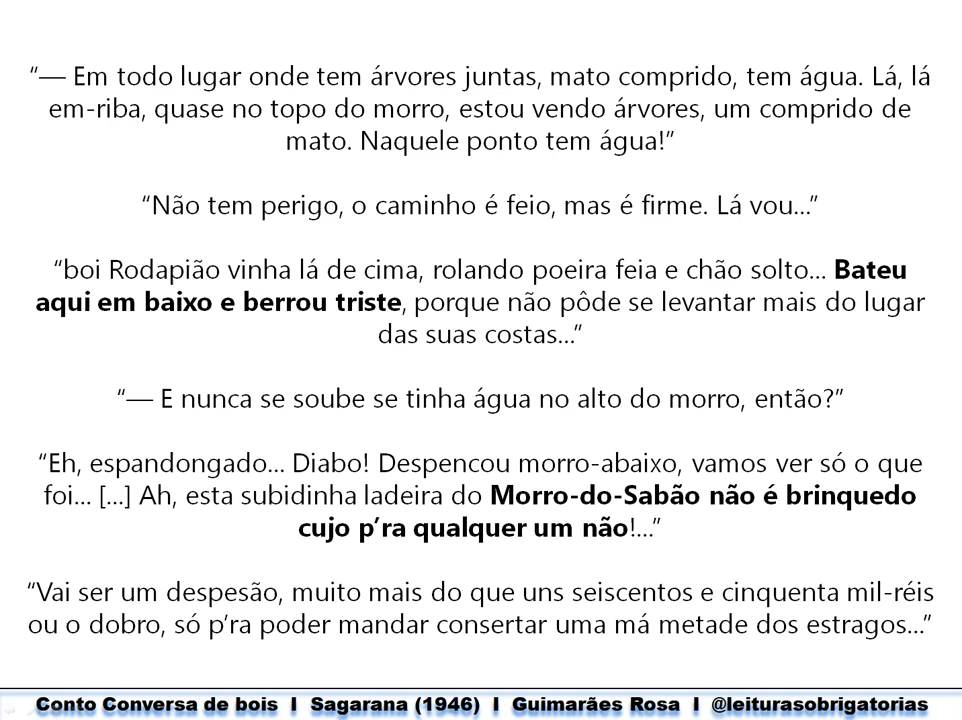 “— Em todo lugar onde tem árvores juntas, mato comprido, tem água. Lá, lá
em-riba, quase no topo do morro, estou vendo árvores, um comprido de
mato. Naquele ponto tem água!”
“Não tem perigo, o caminho é feio, mas é firme. Lá vou...”
“boi Rodapião vinha lá de cima, rolando poeira feia e chão solto... Bateu
aqui em baixo e berrou triste, porque não pôde se levantar mais do lugar
das suas costas...”
“— E nunca se soube se tinha água no alto do morro, então?”
“Eh, espandongado... Diabo! Despencou morro-abaixo, vamos ver só o que
foi... [...] Ah, esta subidinha ladeira do Morro-do-Sabão não é brinquedo
cujo p’ra qualquer um não!...”
“Vai ser um despesão, muito mais do que uns seiscentos e cinquenta mil-réis
ou o dobro, só p’ra poder mandar consertar uma má metade dos estragos...”
Conto Conversa de bois I Sagarana (1946) I Guimarães Rosa I @leiturasobrigatorias